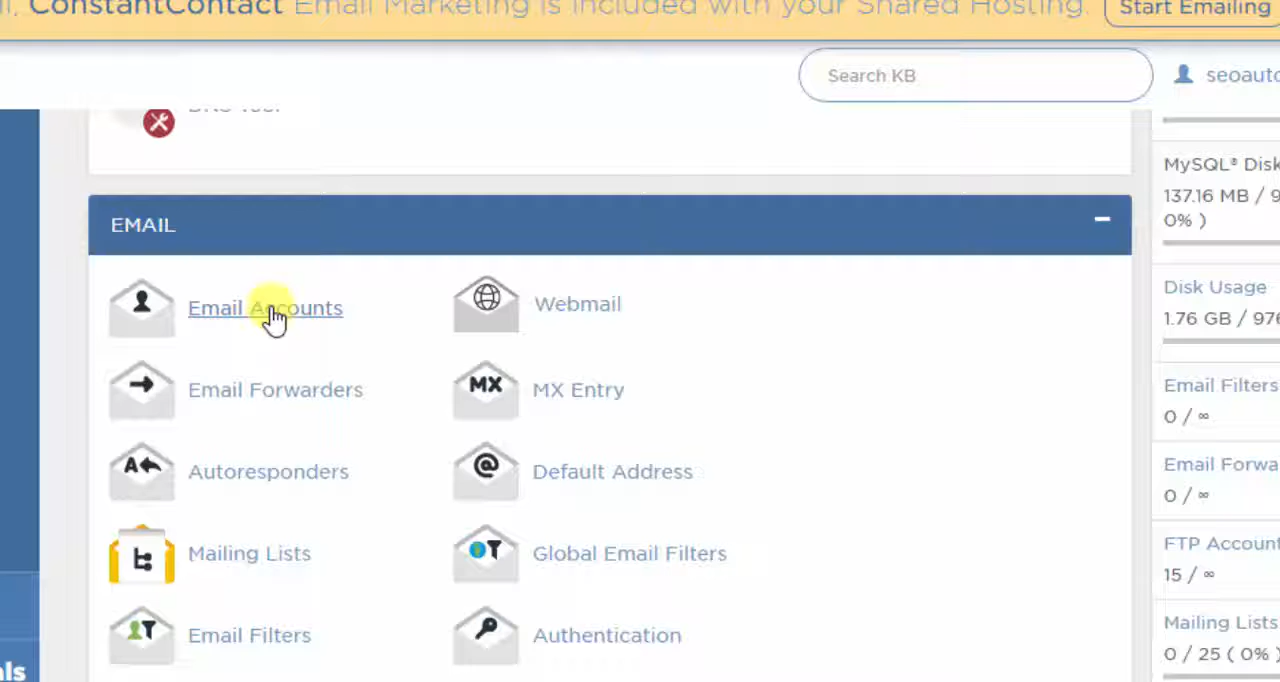 ConstantContact Email Marketing is included with your Shared Hosting.
Start Emailing
Search KB
seoauto
EMAIL
Email Accounts
Webmail
Email Forwarders
MX
MX Entry
A
Autoresponders
@
Default Address
Mailing Lists
Global Email Filters
Email Filters
Authentication
MySQL® Disk
137.16 MB / 9
0% )
Disk Usage
1.76 GB / 976
Email Filters
0 / ∞
Email Forwa
0 / ∞
FTP Account
15 / ∞
Mailing Lists
0 / 25 ( 0% )
als